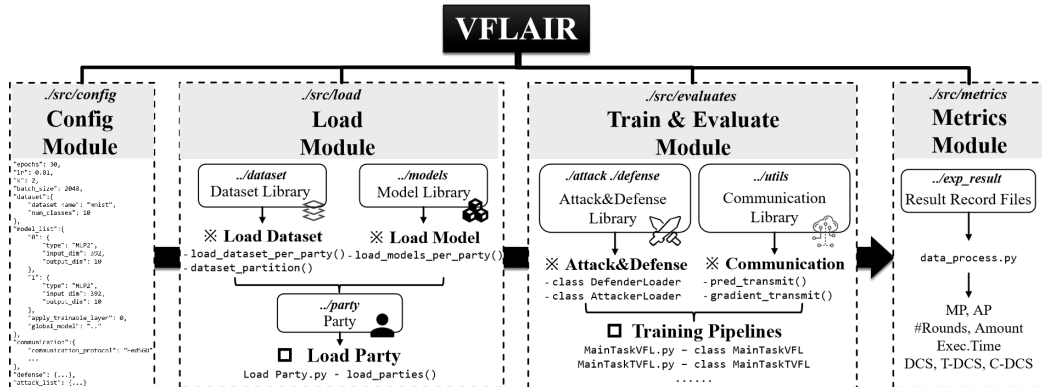 VFLAIR
./src/config
Config
Module
"epochs": 30,
"lr": 0.01,
"k": 2,
"batch_size": 2048,
"dataset":{
"dataset_name": "mnist",
"num_classes": 10
},
"model_list":{
"0": {
"type": "MLP2",
"input_dim": 392,
"output_dim": 10
},
"1": {
"type": "MLP2",
"input_dim": 392,
"output_dim": 10
},
"apply_trainable_layer": 0,
"global_model": ".."
},
"communication":{
"communication_protocol":
...
},
"defense": {...},
"attack_list": {...}
./src/load
Load
Module
../dataset
Dataset Library
../models
Model Library
※ Load Dataset
- load_dataset_per_party()
- dataset_partition()
※ Load Model
- load_models_per_party()
../party
Party
Load Party
Load Party.py – load_parties()
./src/evaluates
Train & Evaluate
Module
./attack ./defense
Attack&Defense
Library
../utils
Communication
Library
※ Attack&Defense
- class DefenderLoader
- class AttackerLoader
※ Communication
- pred_transmit()
- gradient_transmit()
Training Pipelines
MainTaskVFL.py – class MainTaskVFL
MainTaskTVFL.py – class MainTaskTVFL
......
./src/metrics
Metrics
Module
../exp_result
Result Record Files
data_process.py
MP, AP
#Rounds, Amount
Exec.Time
DCS, T-DCS, C-DCS